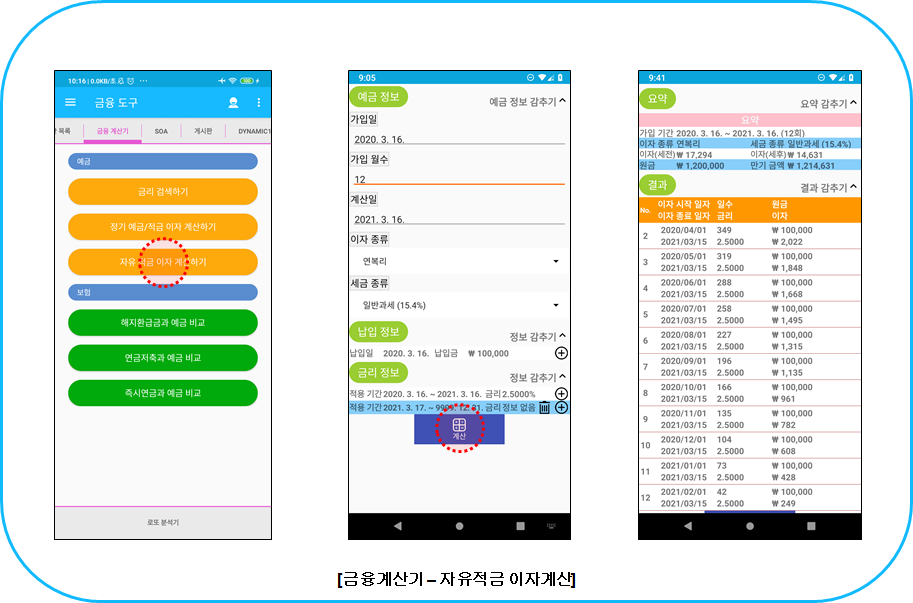 10:16 | 0.0KB/초
금융 도구
목록 금융 계산기 SOA 게시판 DYNAMIC1
예금
금리 검색하기
정기 예금/적금 이자 계산하기
자유 적금 이자 계산하기
보험
해지환급금과 예금 비교
연금저축과 예금 비교
즉시연금과 예금 비교
로또 분석기
9:05
예금 정보 예금 정보 감추기
가입일
2020. 3. 16.
가입 월수
12
계산일
2021. 3. 16.
이자 종류
연복리
세금 종류
일반과세 (15.4%)
납입 정보 정보 감추기
납입일 2020. 3. 16. 납입금 ₩ 100,000
금리 정보 정보 감추기
적용 기간 2020. 3. 16. ~ 2021. 3. 16. 금리 2.5000%
적용 기간 2021. 3. 17. ~ 9999. 12. 31. 금리 정보 없음
계산
9:41
요약 요약 감추기
요약
가입 기간 2020. 3. 16. ~ 2021. 3. 16. (12회)
이자 종류 연복리 세금 종류 일반과세 (15.4%)
이자(세전) ₩ 17,294 이자(세후) ₩ 14,631
원금 ₩ 1,200,000 만기 금액 ₩ 1,214,631
결과 결과 감추기
No. 이자 시작 일자 일수 원금
이자 종료 일자 금리 이자
2 2020/04/01 349 ₩ 100,000
2021/03/15 2.5000 ₩ 2,022
3 2020/05/01 319 ₩ 100,000
2021/03/15 2.5000 ₩ 1,848
4 2020/06/01 288 ₩ 100,000
2021/03/15 2.5000 ₩ 1,668
5 2020/07/01 258 ₩ 100,000
2021/03/15 2.5000 ₩ 1,495
6 2020/08/01 227 ₩ 100,000
2021/03/15 2.5000 ₩ 1,315
7 2020/09/01 196 ₩ 100,000
2021/03/15 2.5000 ₩ 1,135
8 2020/10/01 166 ₩ 100,000
2021/03/15 2.5000 ₩ 961
9 2020/11/01 135 ₩ 100,000
2021/03/15 2.5000 ₩ 782
10 2020/12/01 104 ₩ 100,000
2021/03/15 2.5000 ₩ 608
11 2021/01/01 73 ₩ 100,000
2021/03/15 2.5000 ₩ 428
12 2021/02/01 42 ₩ 100,000
2021/03/15 2.5000 ₩ 249
[금융계산기 – 자유적금 이자계산]